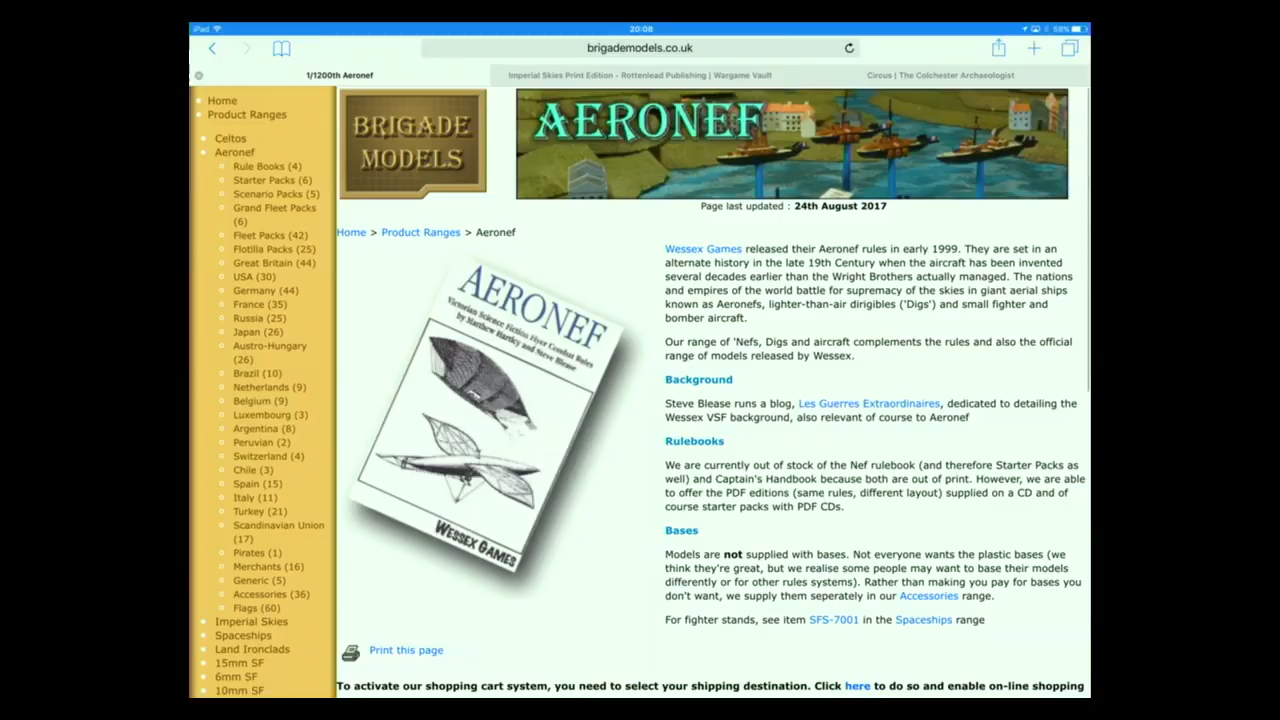 iPad
20:08
58%
brigademodels.co.uk
1/1200th Aeronef
Imperial Skies Print Edition - Rottenlead Publishing | Wargame Vault
Circus | The Colchester Archaeologist
Home
Product Ranges
Celtos
Aeronef
Rule Books (4)
Starter Packs (6)
Scenario Packs (5)
Grand Fleet Packs
(6)
Fleet Packs (42)
Flotilla Packs (25)
Great Britain (44)
USA (30)
Germany (44)
France (35)
Russia (25)
Japan (26)
Austro-Hungary
(26)
Brazil (10)
Netherlands (9)
Belgium (9)
Luxembourg (3)
Argentina (8)
Peruvian (2)
Switzerland (4)
Chile (3)
Spain (15)
Italy (11)
Turkey (21)
Scandinavian Union
(17)
Pirates (1)
Merchants (16)
Generic (5)
Accessories (36)
Flags (60)
Imperial Skies
Spaceships
Land Ironclads
15mm SF
6mm SF
10mm SF
BRIGADE
MODELS
AERONEF
Page last updated : 24th August 2017
Home > Product Ranges > Aeronef
AERONEF
Victorian Science Fiction Flyer Combat Rules
by Matthew Hartley and Steve Blease
WESSEX GAMES
Wessex Games released their Aeronef rules in early 1999. They are set in an
alternate history in the late 19th Century when the aircraft has been invented
several decades earlier than the Wright Brothers actually managed. The nations
and empires of the world battle for supremacy of the skies in giant aerial ships
known as Aeronefs, lighter-than-air dirigibles ('Digs') and small fighter and
bomber aircraft.
Our range of 'Nefs, Digs and aircraft complements the rules and also the official
range of models released by Wessex.
Background
Steve Blease runs a blog, Les Guerres Extraordinaires, dedicated to detailing the
Wessex VSF background, also relevant of course to Aeronef
Rulebooks
We are currently out of stock of the Nef rulebook (and therefore Starter Packs as
well) and Captain's Handbook because both are out of print. However, we are able
to offer the PDF editions (same rules, different layout) supplied on a CD and of
course starter packs with PDF CDs.
Bases
Models are not supplied with bases. Not everyone wants the plastic bases (we
think they're great, but we realise some people may want to base their models
differently or for other rules systems). Rather than making you pay for bases you
don't want, we supply them seperately in our Accessories range.
For fighter stands, see item SFS-7001 in the Spaceships range
Print this page
To activate our shopping cart system, you need to select your shipping destination. Click here to do so and enable on-line shopping